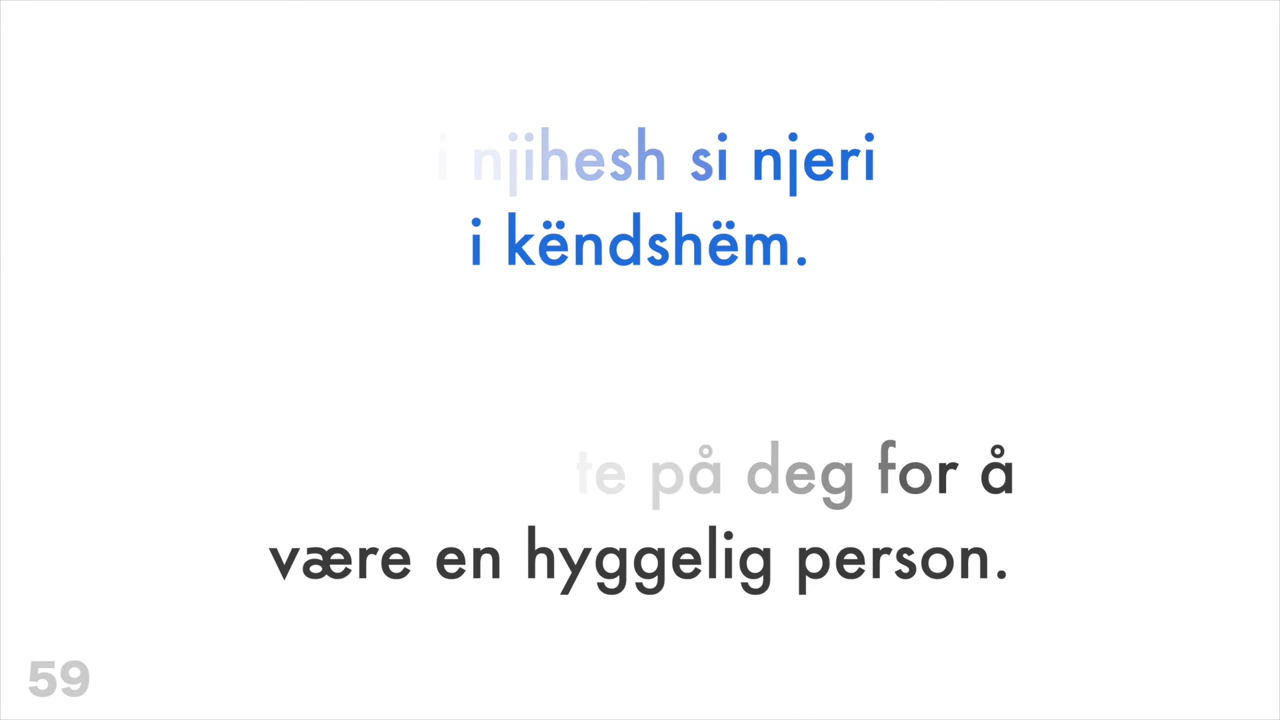 i njihesh si njeri
i këndshëm.
te på deg for å
være en hyggelig person.
59